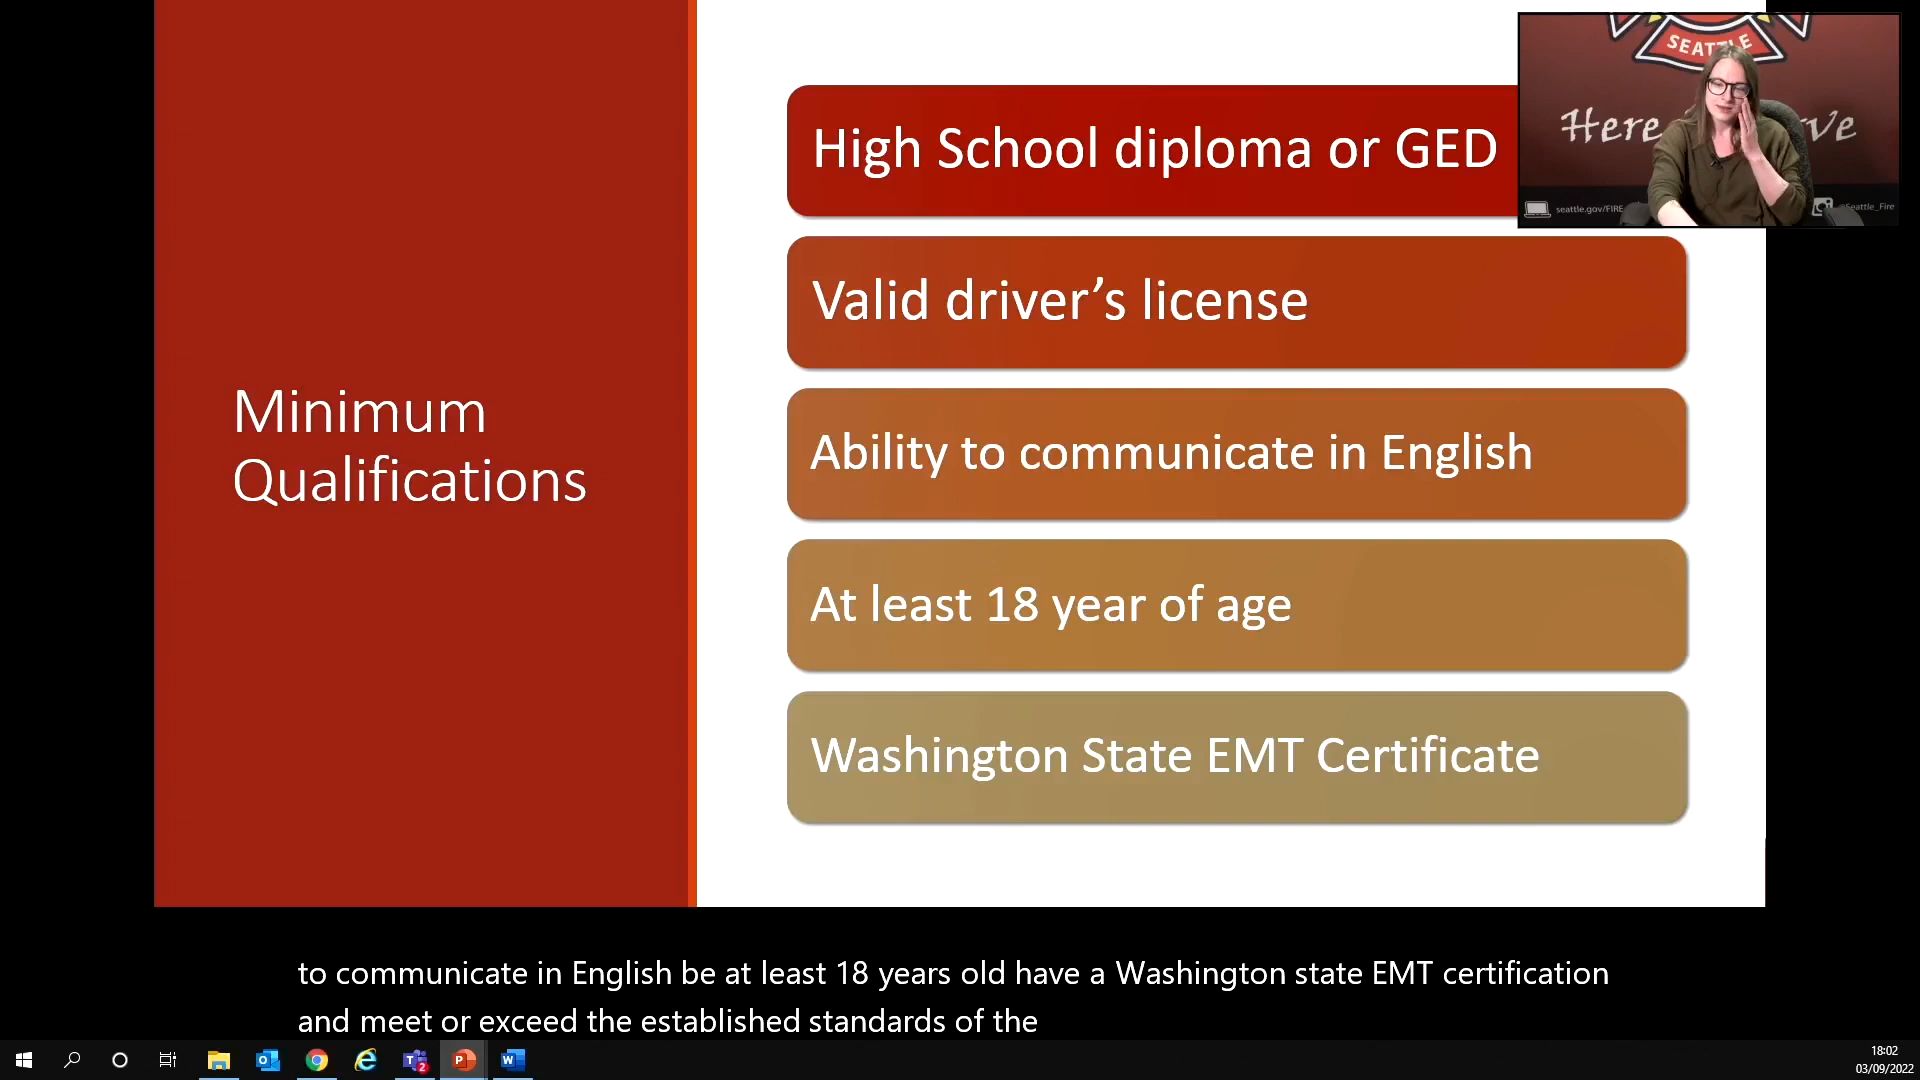 Minimum
Qualifications
High School diploma or GED
Valid driver’s license
Ability to communicate in English
At least 18 year of age
Washington State EMT Certificate
SEATTLE
Here
ve
seattle.gov/FIRE
@Seattle_Fire
to communicate in English be at least 18 years old have a Washington state EMT certification
and meet or exceed the established standards of the
18:02
03/09/2022